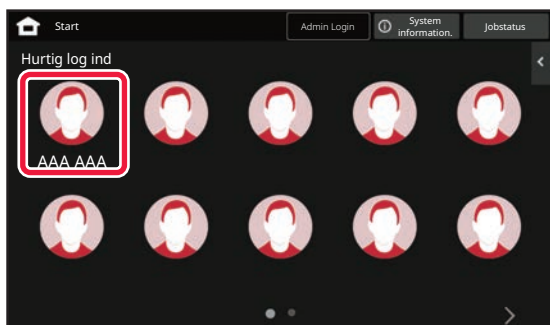 Start
Admin Login
System
information.
Jobstatus
Hurtig log ind
AAA AAA